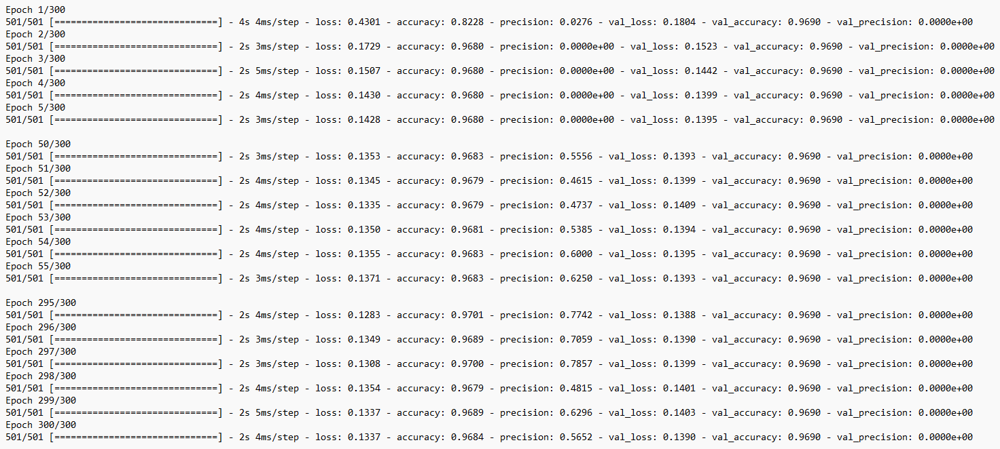 Epoch 1/300
501/501 [==============================] - 4s 4ms/step - loss: 0.4301 - accuracy: 0.8228 - precision: 0.0276 - val_loss: 0.1804 - val_accuracy: 0.9690 - val_precision: 0.0000e+00
Epoch 2/300
501/501 [==============================] - 2s 3ms/step - loss: 0.1729 - accuracy: 0.9680 - precision: 0.0000e+00 - val_loss: 0.1523 - val_accuracy: 0.9690 - val_precision: 0.0000e+00
Epoch 3/300
501/501 [==============================] - 2s 5ms/step - loss: 0.1507 - accuracy: 0.9680 - precision: 0.0000e+00 - val_loss: 0.1442 - val_accuracy: 0.9690 - val_precision: 0.0000e+00
Epoch 4/300
501/501 [==============================] - 2s 4ms/step - loss: 0.1430 - accuracy: 0.9680 - precision: 0.0000e+00 - val_loss: 0.1399 - val_accuracy: 0.9690 - val_precision: 0.0000e+00
Epoch 5/300
501/501 [==============================] - 2s 3ms/step - loss: 0.1428 - accuracy: 0.9680 - precision: 0.0000e+00 - val_loss: 0.1395 - val_accuracy: 0.9690 - val_precision: 0.0000e+00
Epoch 50/300
501/501 [==============================] - 2s 3ms/step - loss: 0.1353 - accuracy: 0.9683 - precision: 0.5556 - val_loss: 0.1393 - val_accuracy: 0.9690 - val_precision: 0.0000e+00
Epoch 51/300
501/501 [==============================] - 2s 4ms/step - loss: 0.1345 - accuracy: 0.9679 - precision: 0.4615 - val_loss: 0.1399 - val_accuracy: 0.9690 - val_precision: 0.0000e+00
Epoch 52/300
501/501 [==============================] - 2s 4ms/step - loss: 0.1335 - accuracy: 0.9679 - precision: 0.4737 - val_loss: 0.1409 - val_accuracy: 0.9690 - val_precision: 0.0000e+00
Epoch 53/300
501/501 [==============================] - 2s 4ms/step - loss: 0.1350 - accuracy: 0.9681 - precision: 0.5385 - val_loss: 0.1394 - val_accuracy: 0.9690 - val_precision: 0.0000e+00
Epoch 54/300
501/501 [==============================] - 2s 4ms/step - loss: 0.1355 - accuracy: 0.9683 - precision: 0.6000 - val_loss: 0.1395 - val_accuracy: 0.9690 - val_precision: 0.0000e+00
Epoch 55/300
501/501 [==============================] - 2s 3ms/step - loss: 0.1371 - accuracy: 0.9683 - precision: 0.6250 - val_loss: 0.1393 - val_accuracy: 0.9690 - val_precision: 0.0000e+00
Epoch 295/300
501/501 [==============================] - 2s 4ms/step - loss: 0.1283 - accuracy: 0.9701 - precision: 0.7742 - val_loss: 0.1388 - val_accuracy: 0.9690 - val_precision: 0.0000e+00
Epoch 296/300
501/501 [==============================] - 2s 3ms/step - loss: 0.1349 - accuracy: 0.9689 - precision: 0.7059 - val_loss: 0.1390 - val_accuracy: 0.9690 - val_precision: 0.0000e+00
Epoch 297/300
501/501 [==============================] - 2s 3ms/step - loss: 0.1308 - accuracy: 0.9700 - precision: 0.7857 - val_loss: 0.1399 - val_accuracy: 0.9690 - val_precision: 0.0000e+00
Epoch 298/300
501/501 [==============================] - 2s 4ms/step - loss: 0.1354 - accuracy: 0.9679 - precision: 0.4815 - val_loss: 0.1401 - val_accuracy: 0.9690 - val_precision: 0.0000e+00
Epoch 299/300
501/501 [==============================] - 2s 5ms/step - loss: 0.1337 - accuracy: 0.9689 - precision: 0.6296 - val_loss: 0.1403 - val_accuracy: 0.9690 - val_precision: 0.0000e+00
Epoch 300/300
501/501 [==============================] - 2s 4ms/step - loss: 0.1337 - accuracy: 0.9684 - precision: 0.5652 - val_loss: 0.1390 - val_accuracy: 0.9690 - val_precision: 0.0000e+00